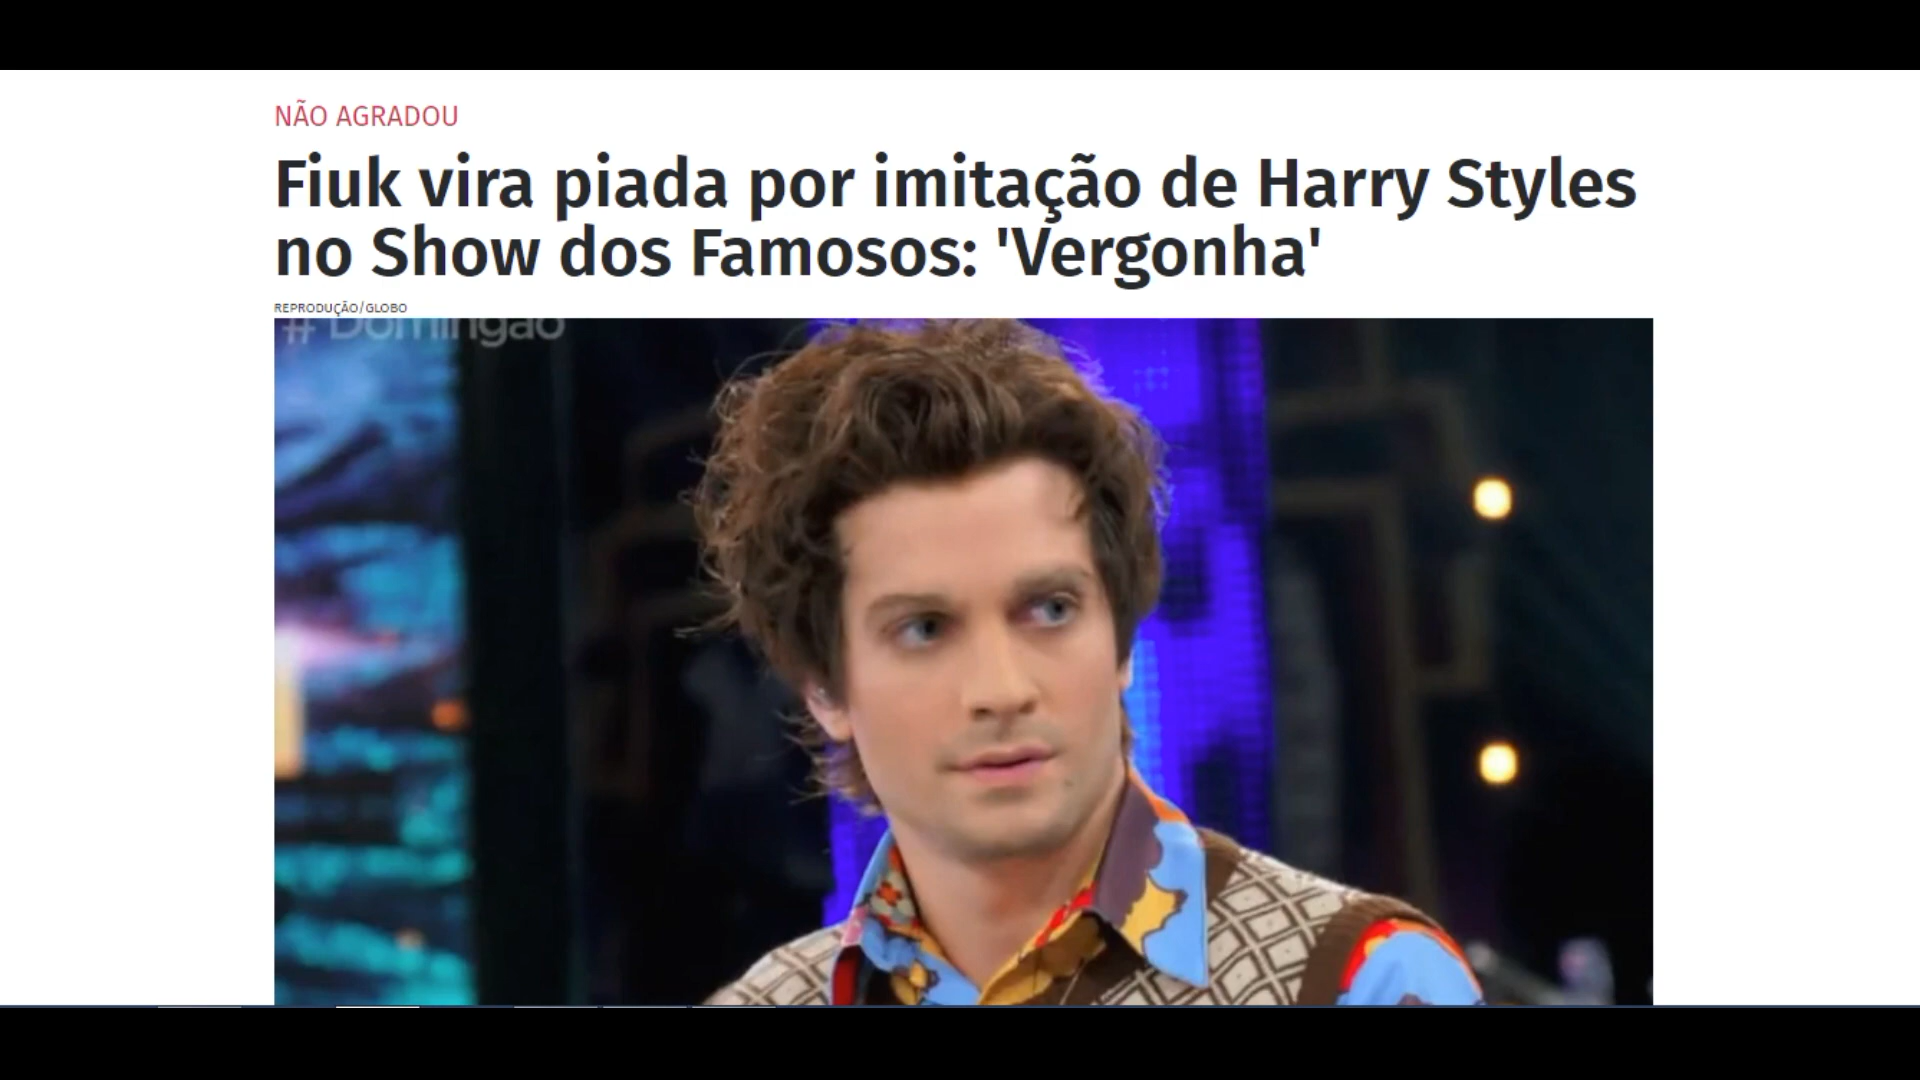 NÃO AGRADOU
Fiuk vira piada por imitação de Harry Styles
no Show dos Famosos: 'Vergonha'
REPRODUÇÃO/GLOBO
# Domingão